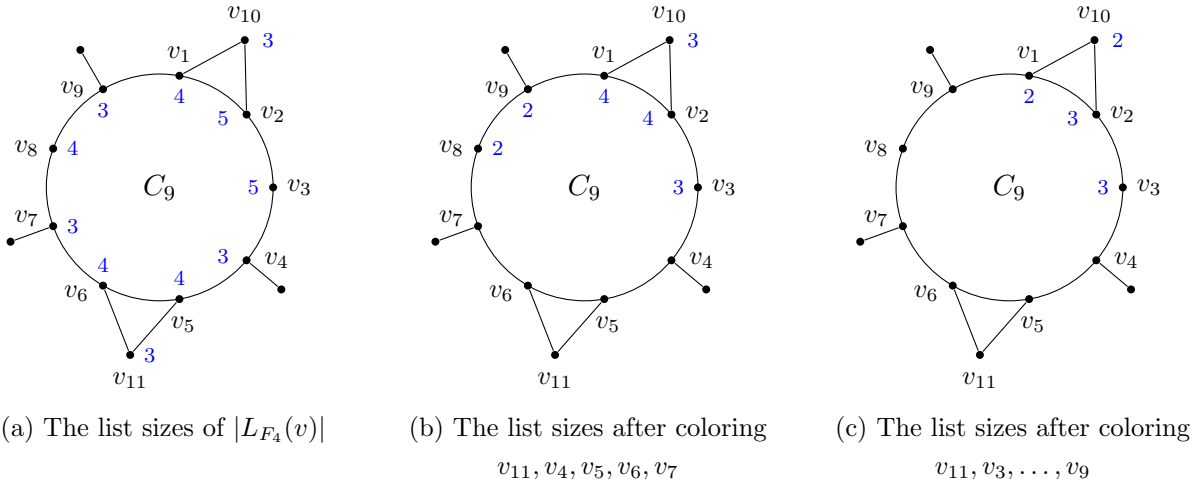 v10
3
v1
4
v9
3
5
v2
v8
4
C9
5
v3
v7
3
3
v4
4
4
v6
v5
3
v11
(a) The list sizes of |L_{F_4}(v)|
v10
3
v1
4
v9
2
4
v2
v8
2
C9
3
v3
v7
v4
v6
v5
v11
(b) The list sizes after coloring
v11, v4, v5, v6, v7
v10
2
v1
2
v9
3
v2
v8
C9
3
v3
v7
v4
v6
v5
v11
(c) The list sizes after coloring
v11, v3, . . . , v9